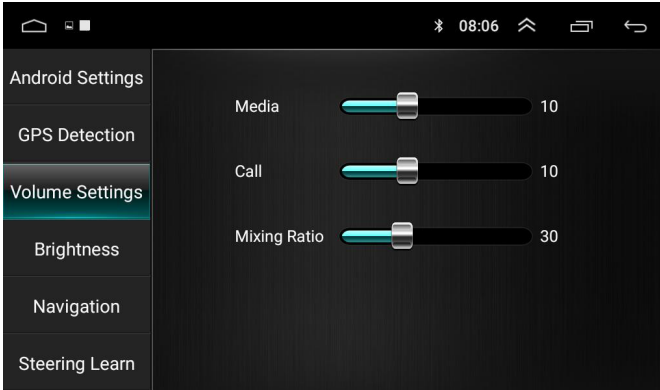 08:06
Android Settings
GPS Detection
Volume Settings
Brightness
Navigation
Steering Learn
Media 10
Call 10
Mixing Ratio 30